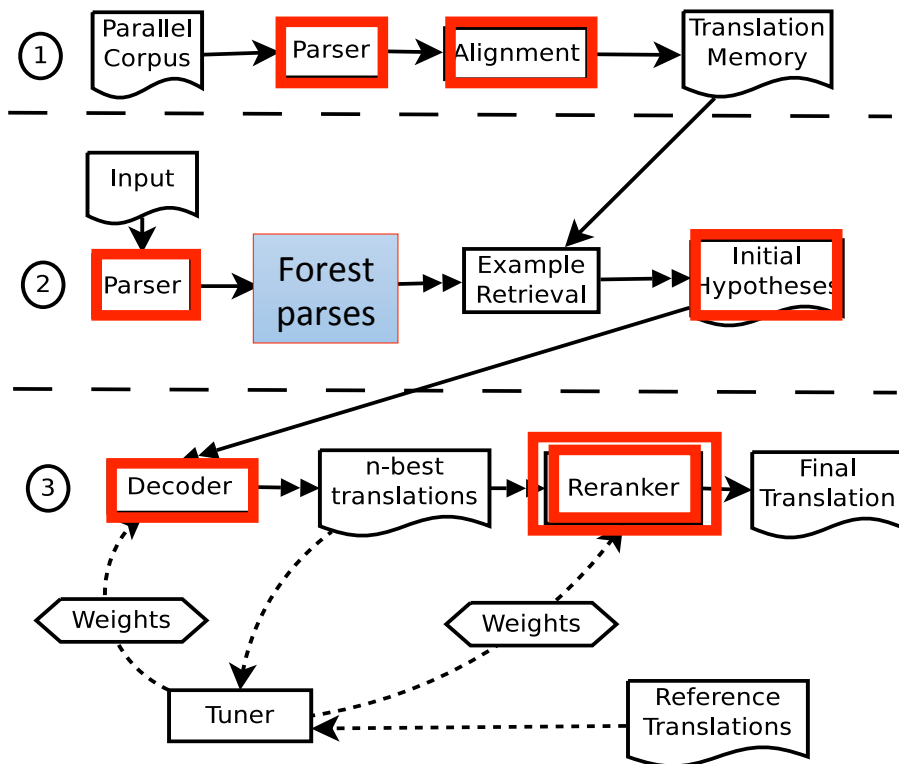 1
Parallel
Corpus
Parser
Alignment
Translation
Memory
2
Input
Parser
Forest
parses
Example
Retrieval
Initial
Hypotheses
3
Decoder
n-best
translations
Reranker
Final
Translation
Weights
Weights
Tuner
Reference
Translations